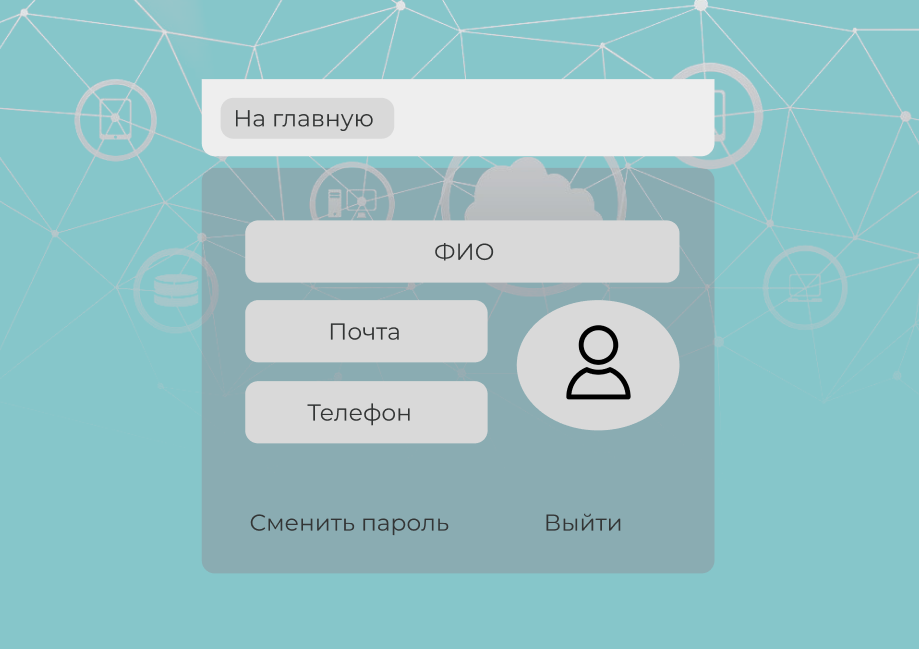 На главную
ФИО
Почта
Телефон
Сменить пароль
Выйти